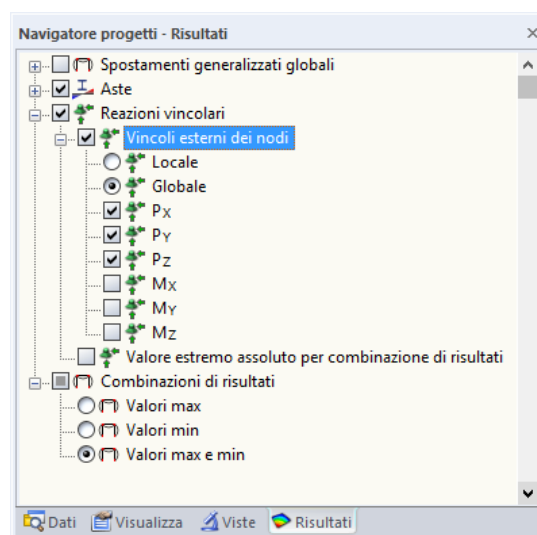 Navigatore progetti - Risultati
Spostamenti generalizzati globali
Aste
Reazioni vincolari
Vincoli esterni dei nodi
Locale
Globale
PX
PY
PZ
MX
MY
MZ
Valore estremo assoluto per combinazione di risultati
Combinazioni di risultati
Valori max
Valori min
Valori max e min
Dati Visualizza Viste Risultati